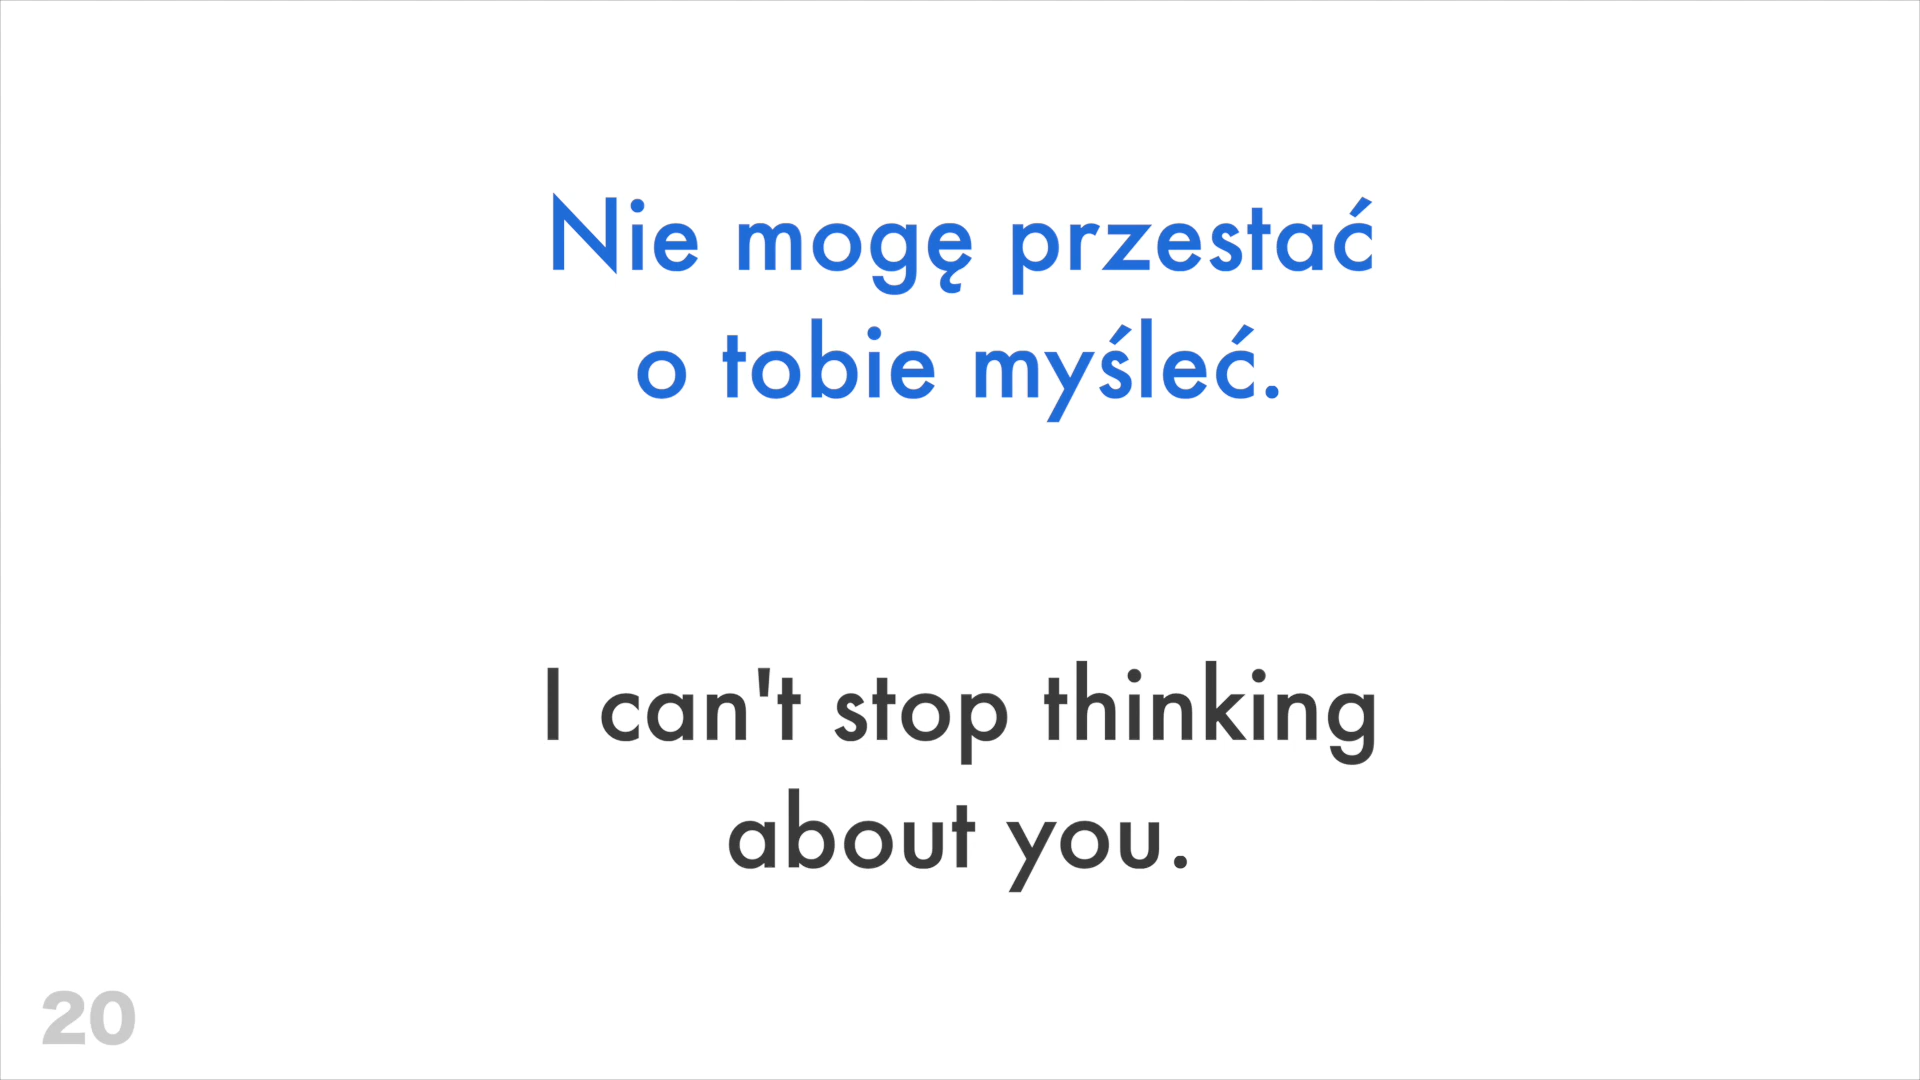 Nie mogę przestać
o tobie myśleć.
I can't stop thinking
about you.
20